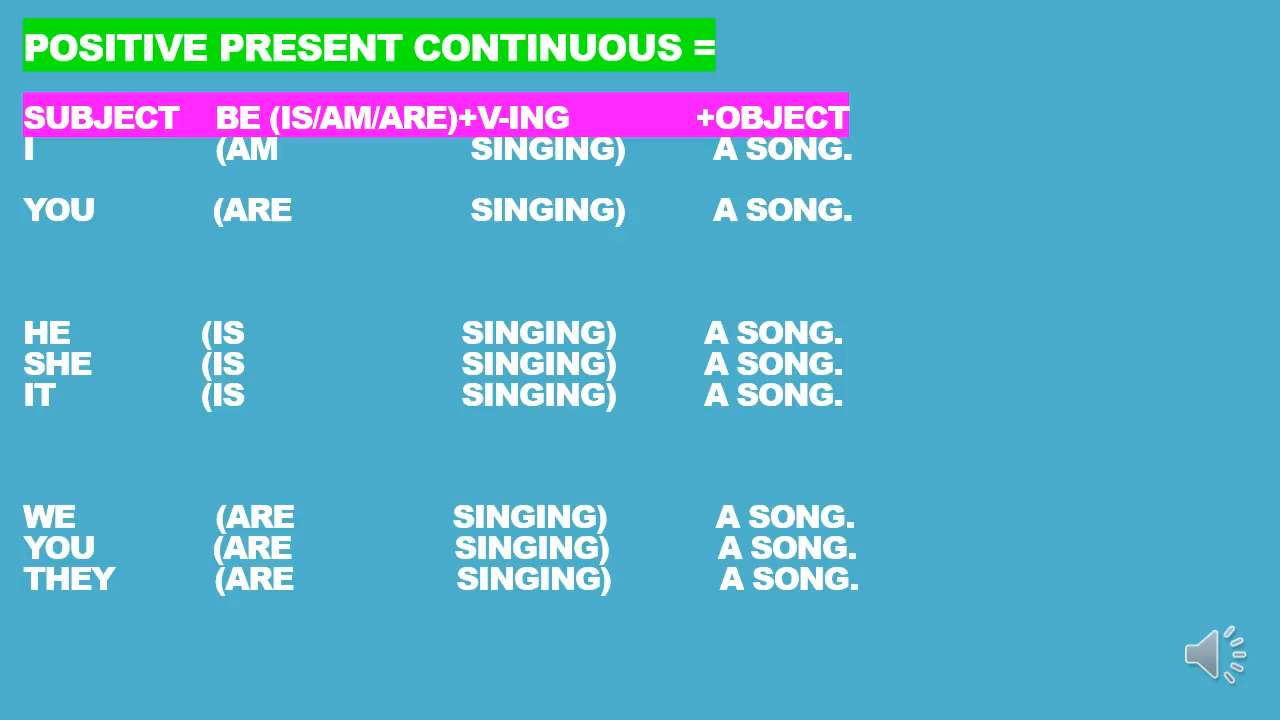 POSITIVE PRESENT CONTINUOUS =
SUBJECT BE (IS/AM/ARE)+V-ING +OBJECT
I (AM SINGING) A SONG.
YOU (ARE SINGING) A SONG.
HE (IS SINGING) A SONG.
SHE (IS SINGING) A SONG.
IT (IS SINGING) A SONG.
WE (ARE SINGING) A SONG.
YOU (ARE SINGING) A SONG.
THEY (ARE SINGING) A SONG.